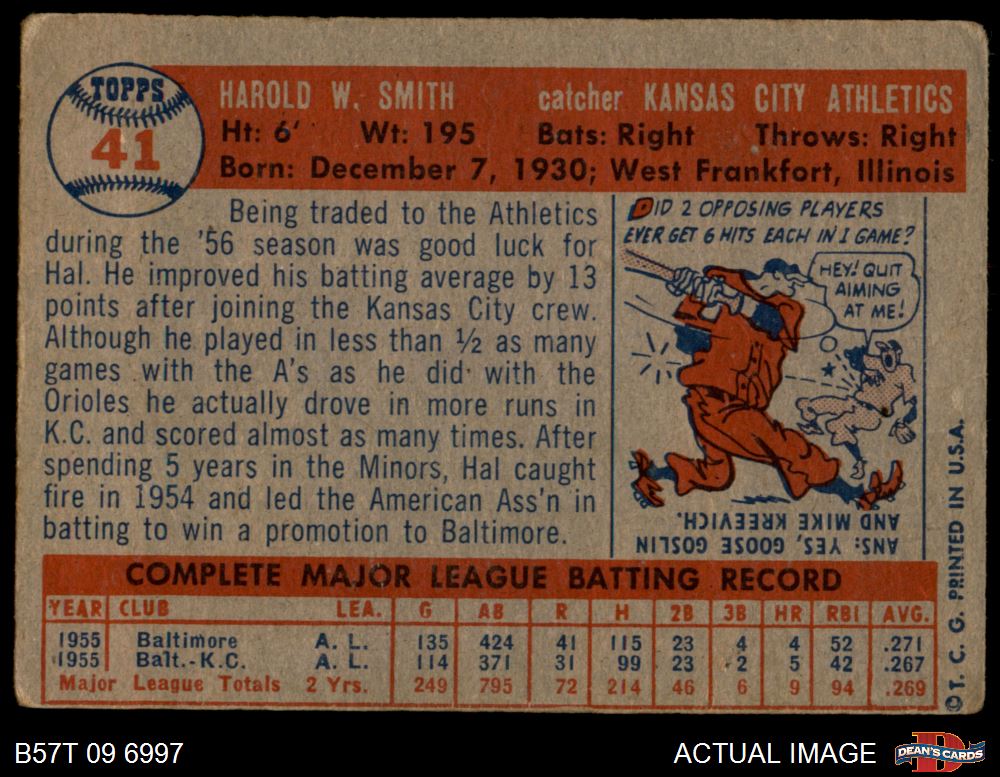 TOPPS
41
HAROLD W. SMITH catcher KANSAS CITY ATHLETICS
Ht: 6' Wt: 195 Bats: Right Throws: Right
Born: December 7, 1930; West Frankfort, Illinois
Being traded to the Athletics
during the '56 season was good luck for
Hal. He improved his batting average by 13
points after joining the Kansas City crew.
Although he played in less than ½ as many
games with the A's as he did with the
Orioles he actually drove in more runs in
K.C. and scored almost as many times. After
spending 5 years in the Minors, Hal caught
fire in 1954 and led the American Ass'n in
batting to win a promotion to Baltimore.
DID 2 OPPOSING PLAYERS
EVER GET 6 HITS EACH IN 1 GAME?
HEY! QUIT
AIMING
AT ME!
ANS: YES, GOOSE GOSLIN
AND MIKE KREEVICH.
COMPLETE MAJOR LEAGUE BATTING RECORD
YEAR CLUB LEA. G AB R H 2B 3B HR RBI AVG.
1955 Baltimore A. L. 135 424 41 115 23 4 4 52 .271
1955 Balt.-K.C. A. L. 114 371 31 99 23 2 5 42 .267
Major League Totals 2 Yrs. 249 795 72 214 46 6 9 94 .269
© T. C. G. PRINTED IN U.S.A.
B57T 09 6997
ACTUAL IMAGE
DEAN'S CARDS